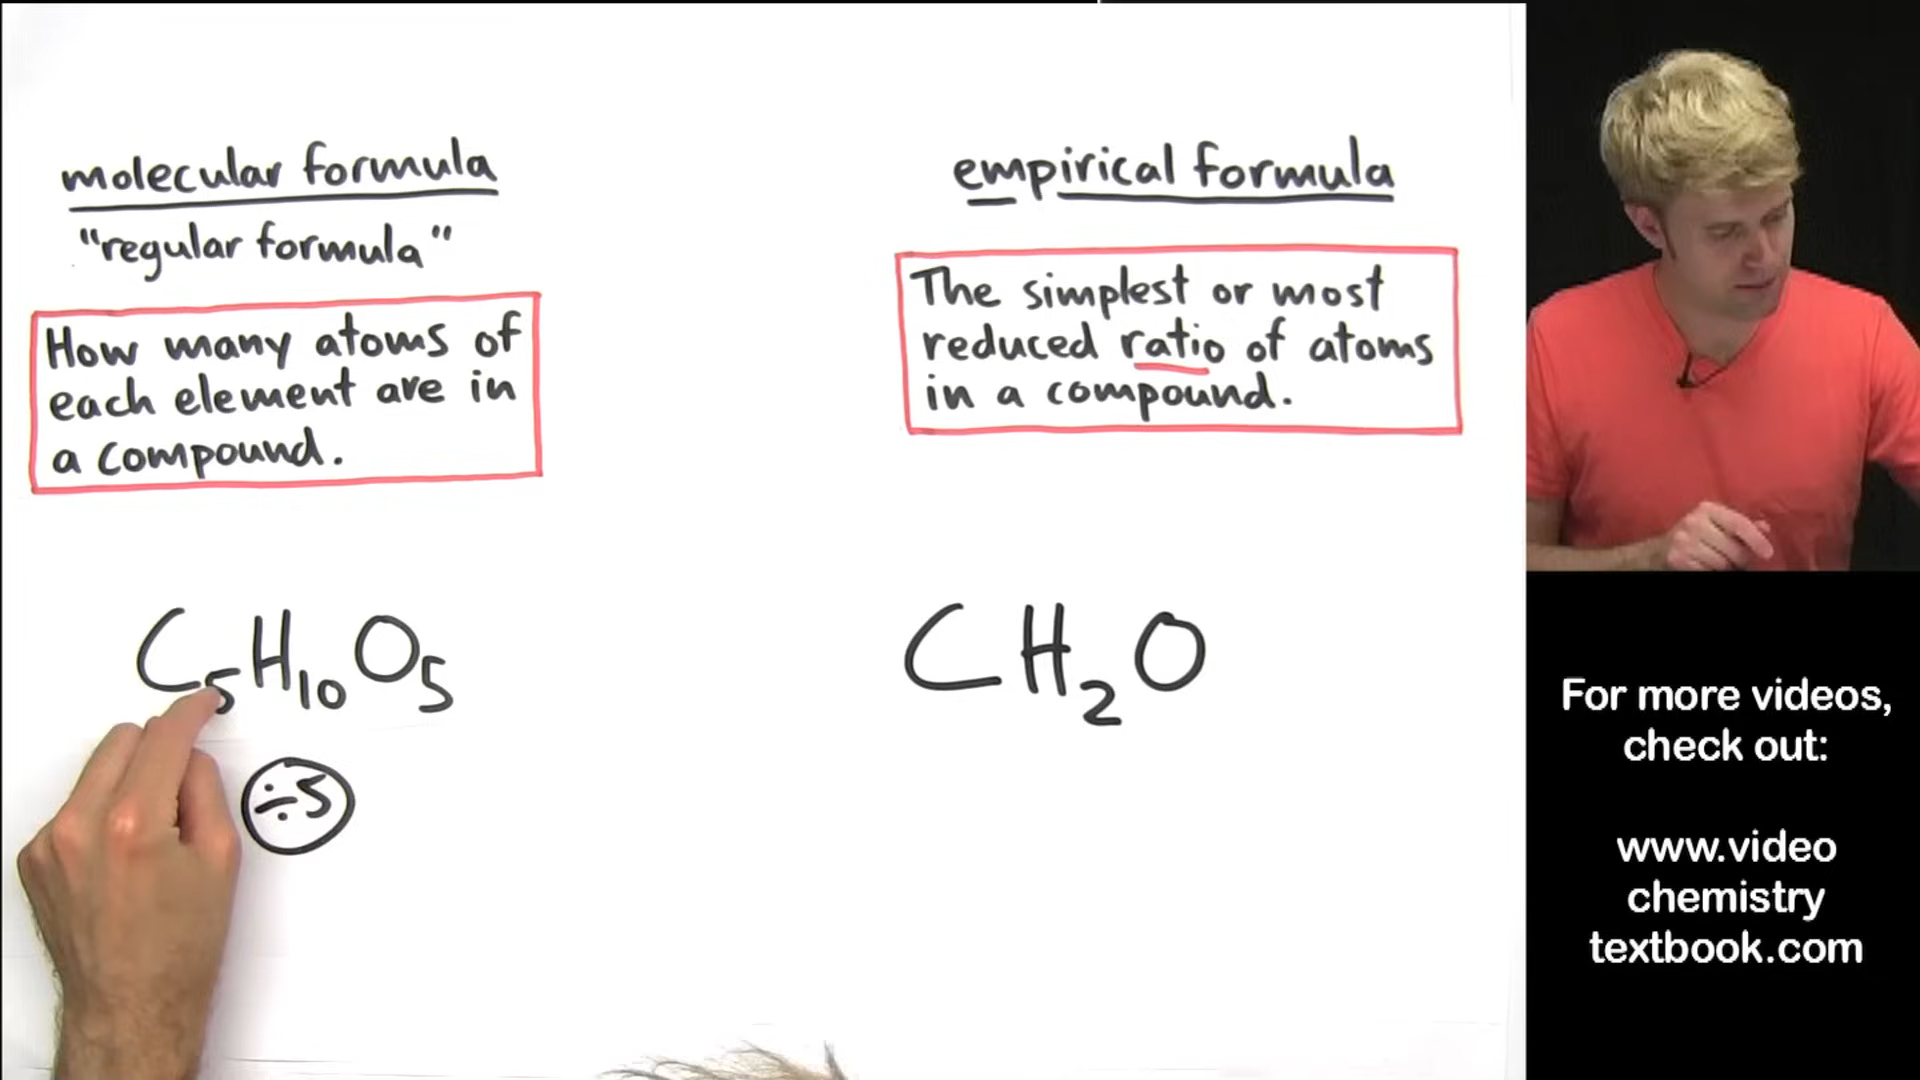 molecular formula
"regular formula"
How many atoms of
each element are in
a compound.
C₅H₁₀O₅
÷5
empirical formula
The simplest or most
reduced ratio of atoms
in a compound.
CH₂O
For more videos,
check out:
www.video
chemistry
textbook.com